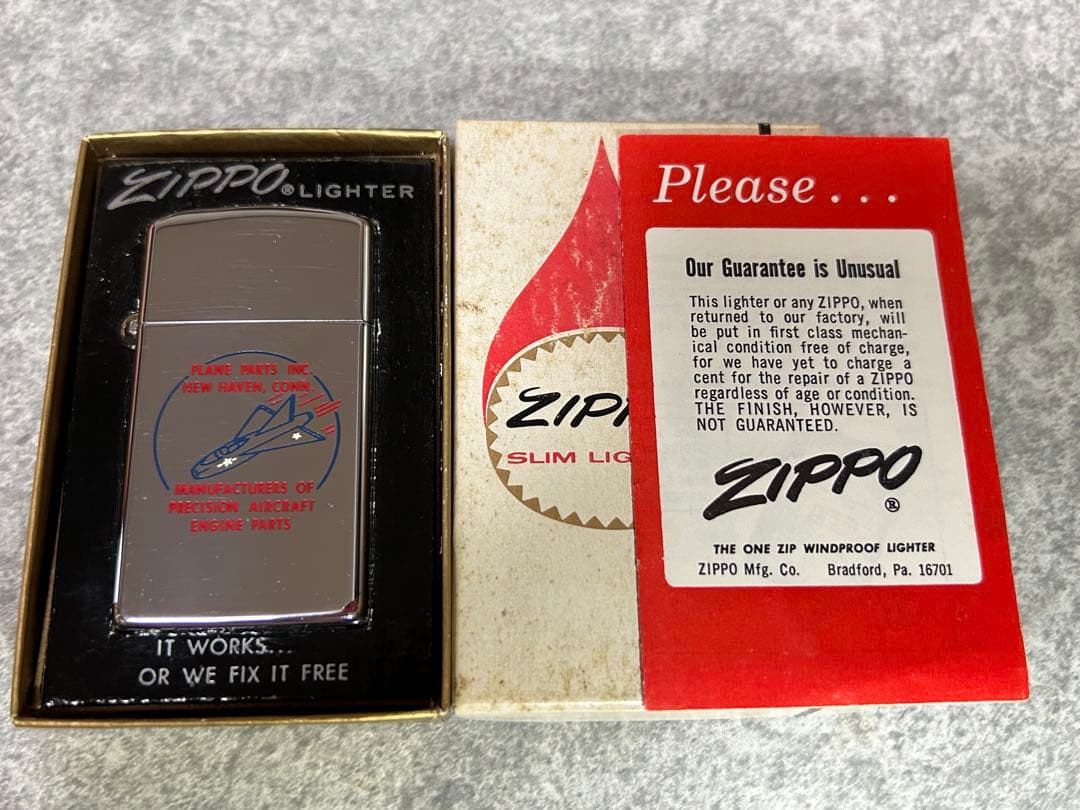 ZIPPO® LIGHTER
PLANE PARTS INC.
NEW HAVEN, CONN.
MANUFACTURERS OF
PRECISION AIRCRAFT
ENGINE PARTS
IT WORKS...
OR WE FIX IT FREE
ZIPP
SLIM LIG
Please . . .
Our Guarantee is Unusual
This lighter or any ZIPPO, when
returned to our factory, will
be put in first class mechan-
ical condition free of charge,
for we have yet to charge a
cent for the repair of a ZIPPO
regardless of age or condition.
THE FINISH, HOWEVER, IS
NOT GUARANTEED.
ZIPPO®
THE ONE ZIP WINDPROOF LIGHTER
ZIPPO Mfg. Co. Bradford, Pa. 16701